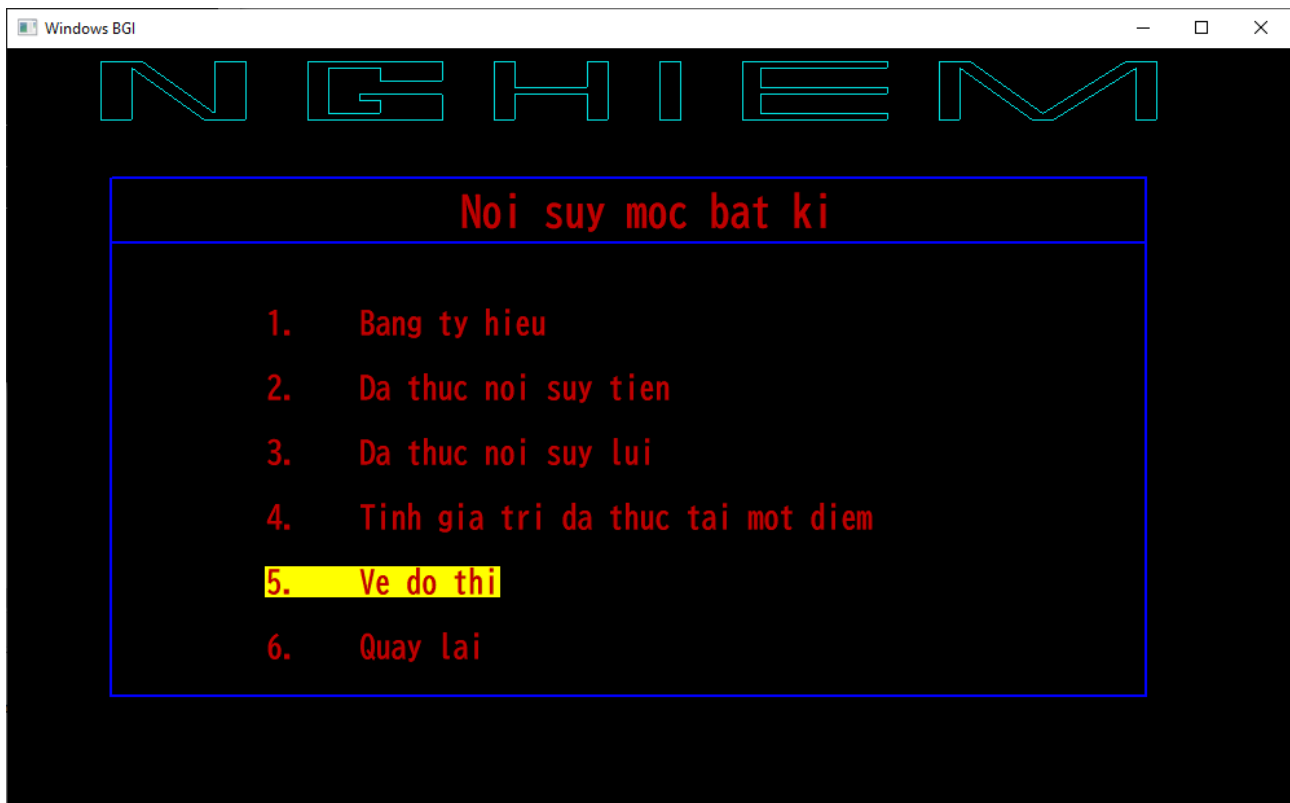 Windows BGI
NGHIEM
Noi suy moc bat ki
1. Bang ty hieu
2. Da thuc noi suy tien
3. Da thuc noi suy lui
4. Tinh gia tri da thuc tai mot diem
5. Ve do thi
6. Quay lai